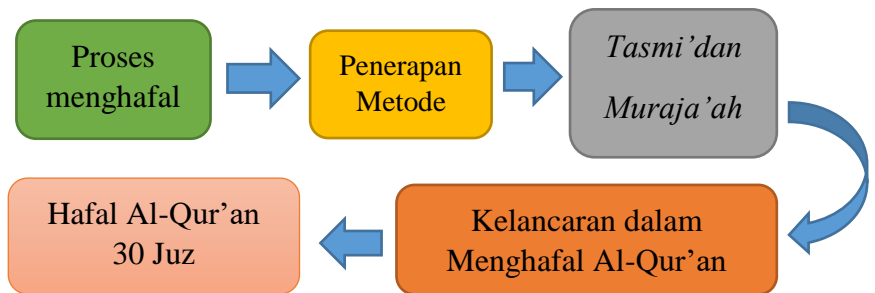 Proses
menghafal
Penerapan
Metode
Tasmi’dan
Muraja’ah
Kelancaran dalam
Menghafal Al-Qur’an
Hafal Al-Qur’an
30 Juz